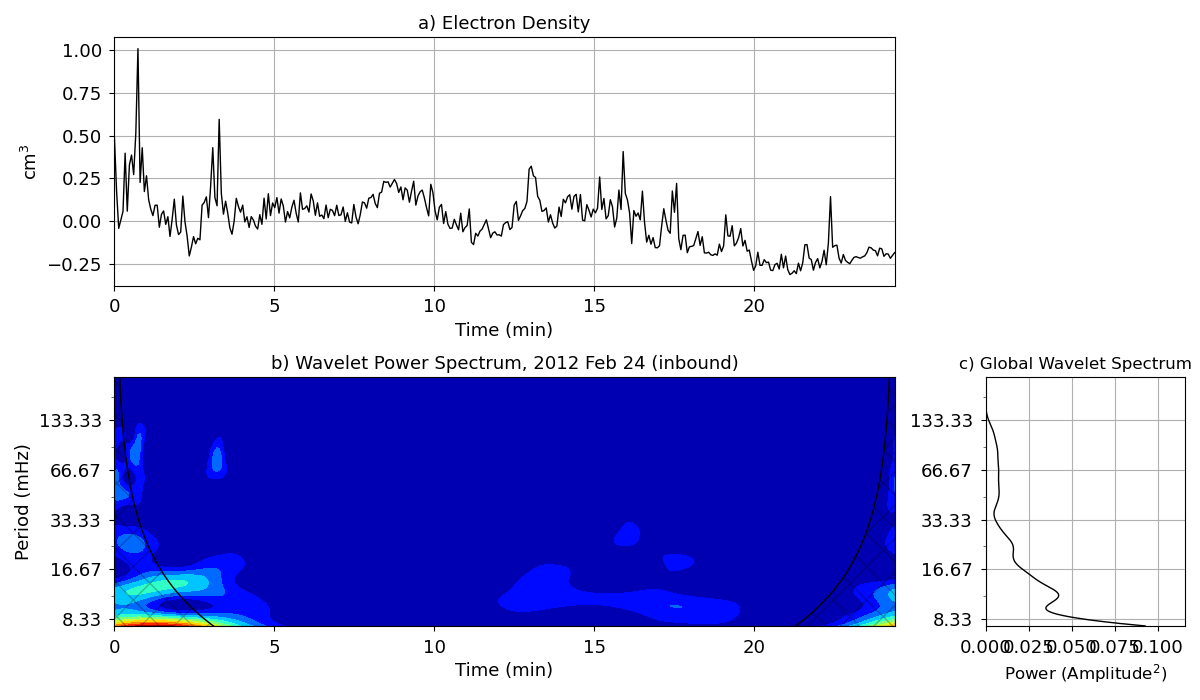 a) Electron Density
1.00
0.75
0.50
0.25
0.00
−0.25
cm³
0 5 10 15 20
Time (min)
b) Wavelet Power Spectrum, 2012 Feb 24 (inbound)
133.33
66.67
33.33
16.67
8.33
Period (mHz)
0 5 10 15 20
Time (min)
c) Global Wavelet Spectrum
133.33
66.67
33.33
16.67
8.33
0.000 0.025 0.050 0.075 0.100
Power (Amplitude²)